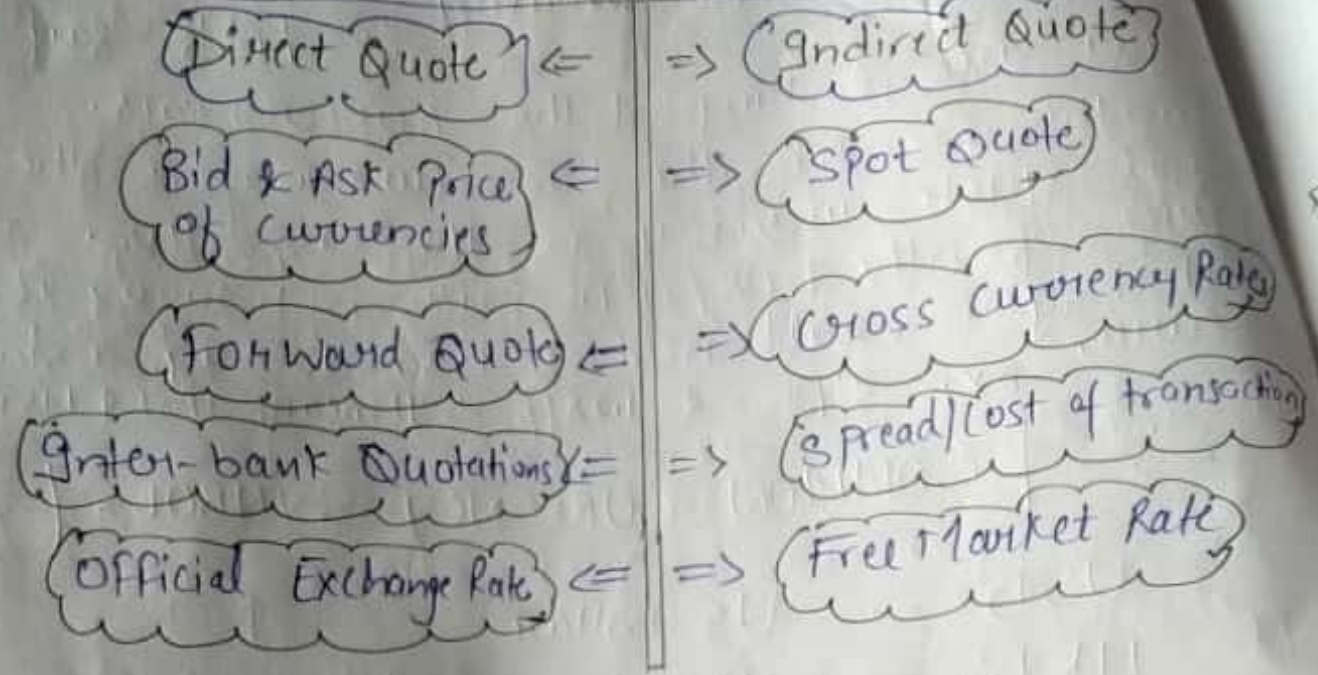 Direct Quote <= => Indirect Quote
Bid & Ask Price of currencies <= => Spot Quote
Forward Quote <= => Cross Currency Rates
Inter-bank Quotations <= => Spread/Cost of transaction
Official Exchange Rate <= => Free Market Rate